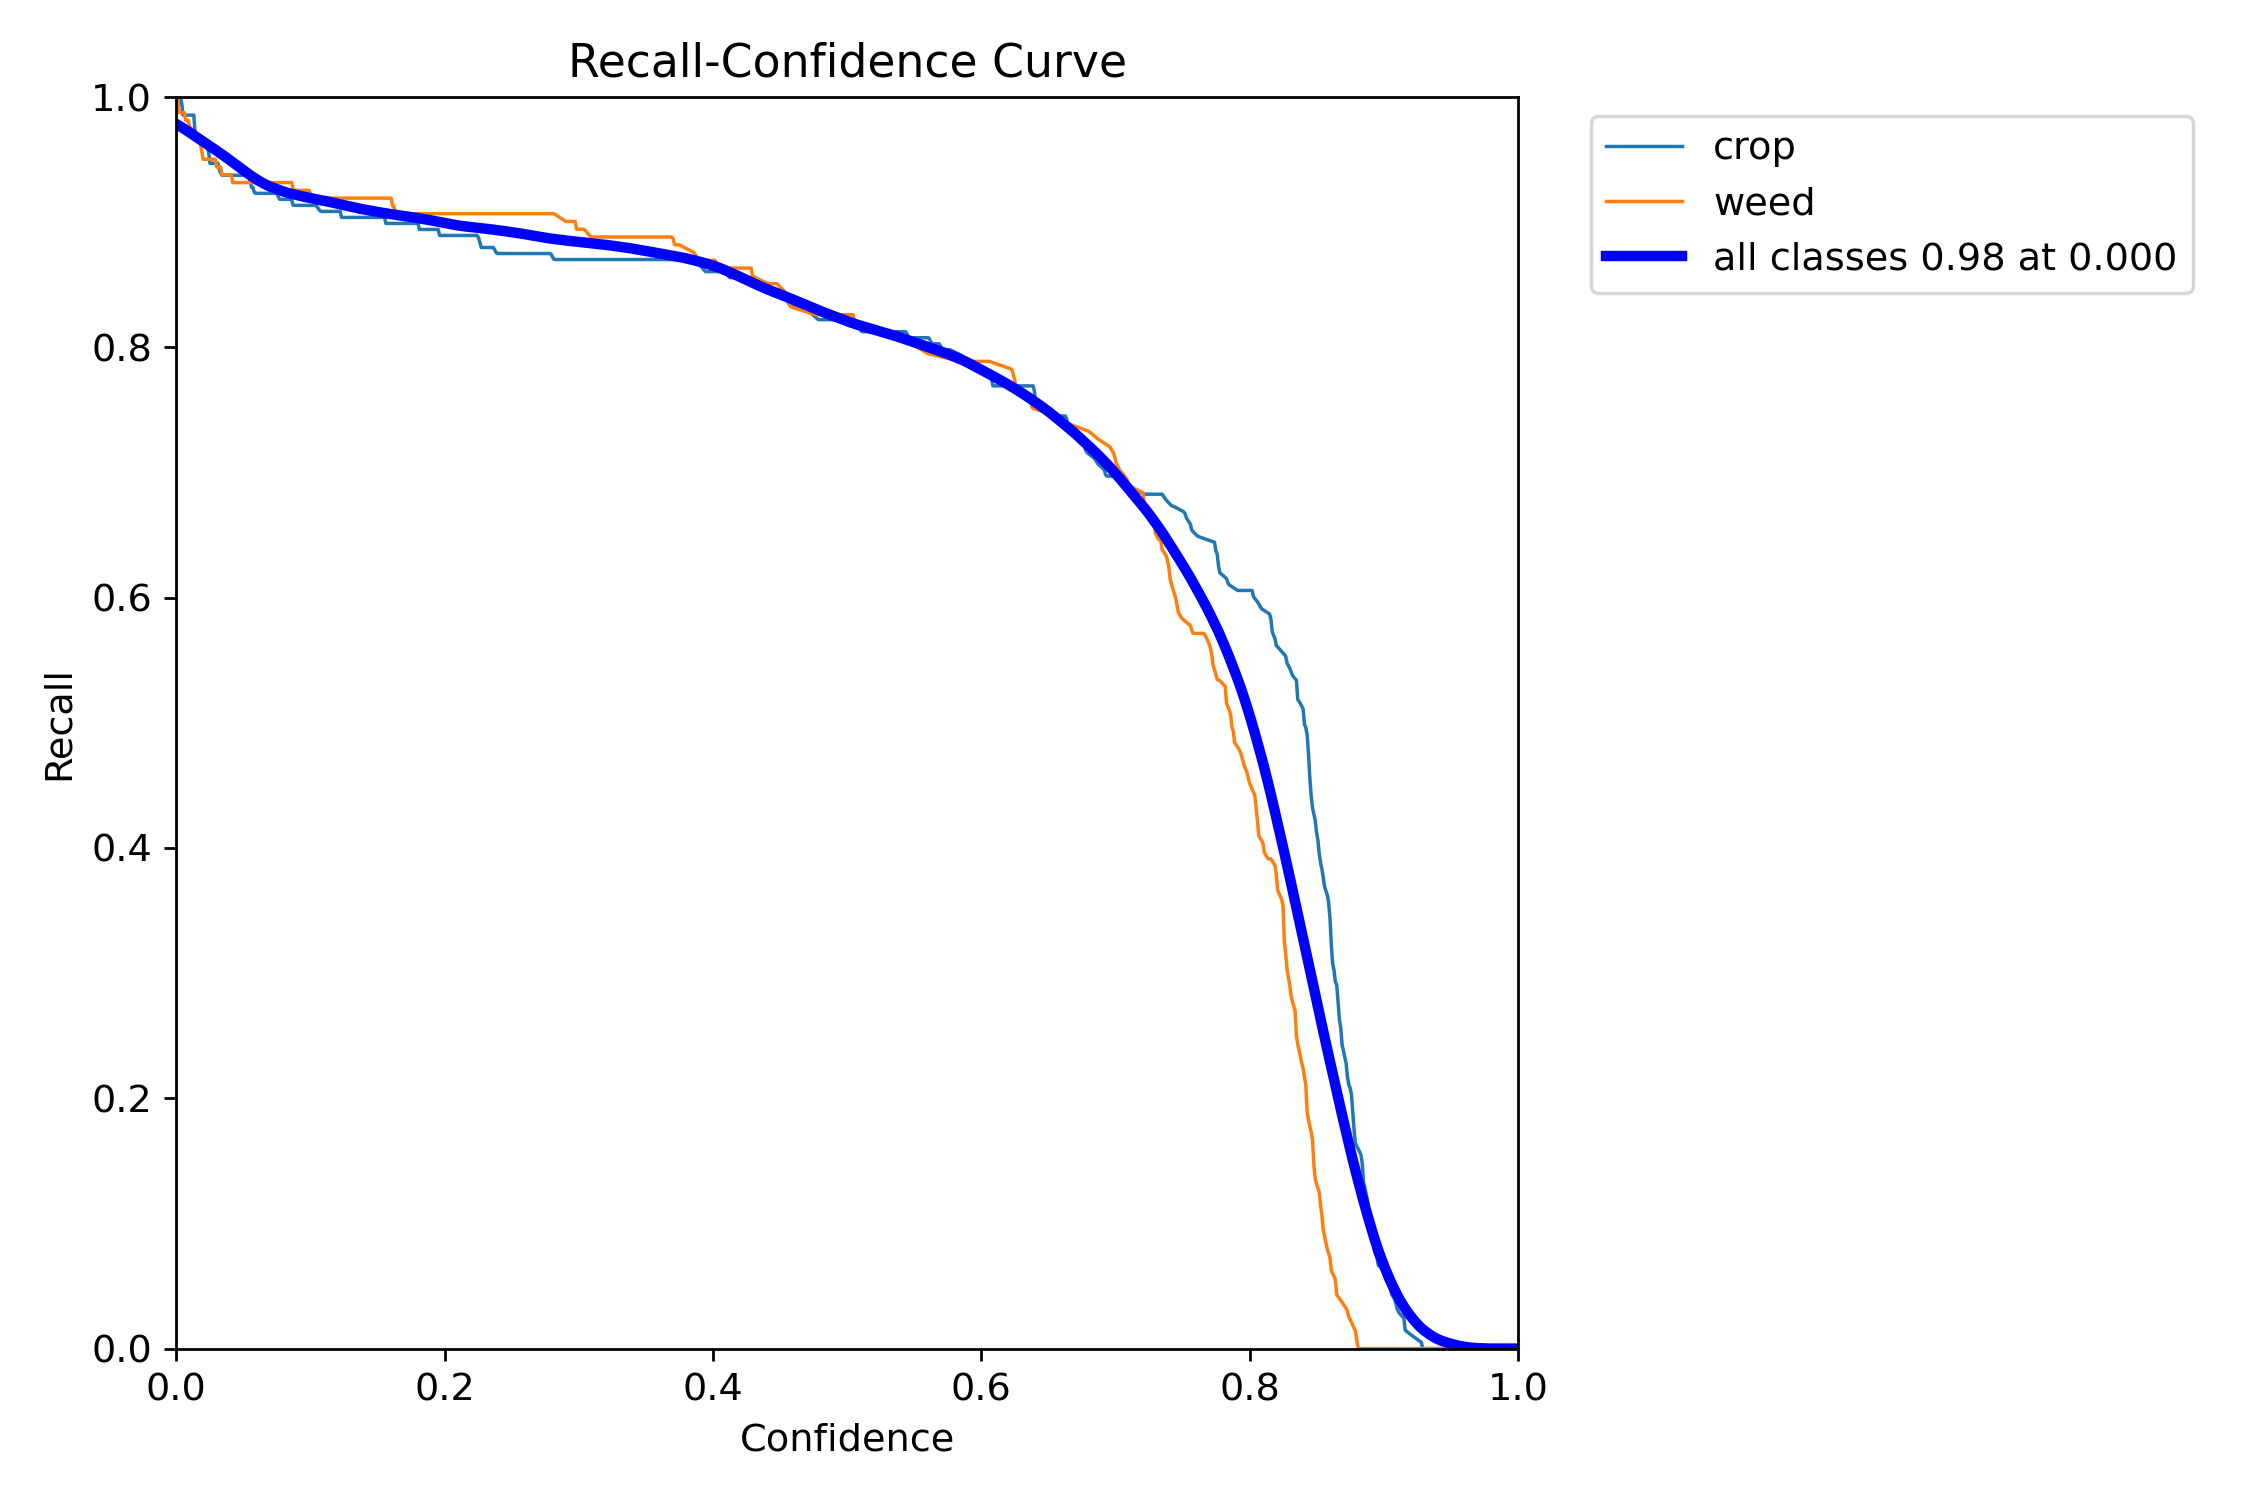 Recall-Confidence Curve
1.0
0.8
0.6
0.4
0.2
0.0
Recall
0.0 0.2 0.4 0.6 0.8 1.0
Confidence
crop
weed
all classes 0.98 at 0.000